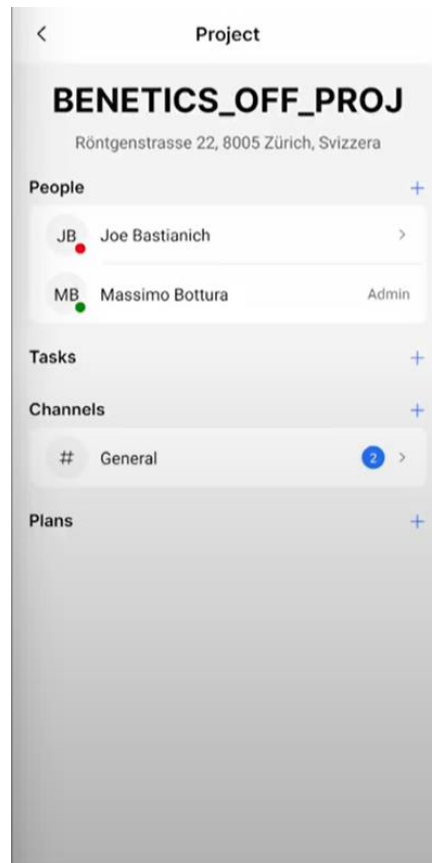 Project
BENETICS_OFF_PROJ
Röntgenstrasse 22, 8005 Zürich, Svizzera
People
JB Joe Bastianich
MB Massimo Bottura Admin
Tasks
Channels
# General 2
Plans